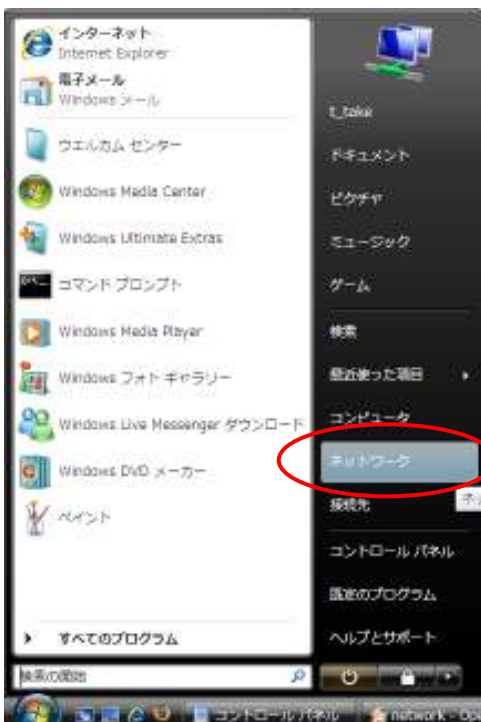 インターネット
Internet Explorer
電子メール
Windows メール
ウエルカム センター
Windows Media Center
Windows Ultimate Extras
コマンド プロンプト
Windows Media Player
Windows フォト ギャラリー
Windows Live Messenger ダウンロード
Windows DVD メーカー
ペイント
すべてのプログラム
検索の開始
t_take
ドキュメント
ピクチャ
ミュージック
ゲーム
検索
最近使った項目
コンピュータ
ネットワーク
接続先
コントロール パネル
既定のプログラム
ヘルプとサポート
コントロール パネル
network - Op